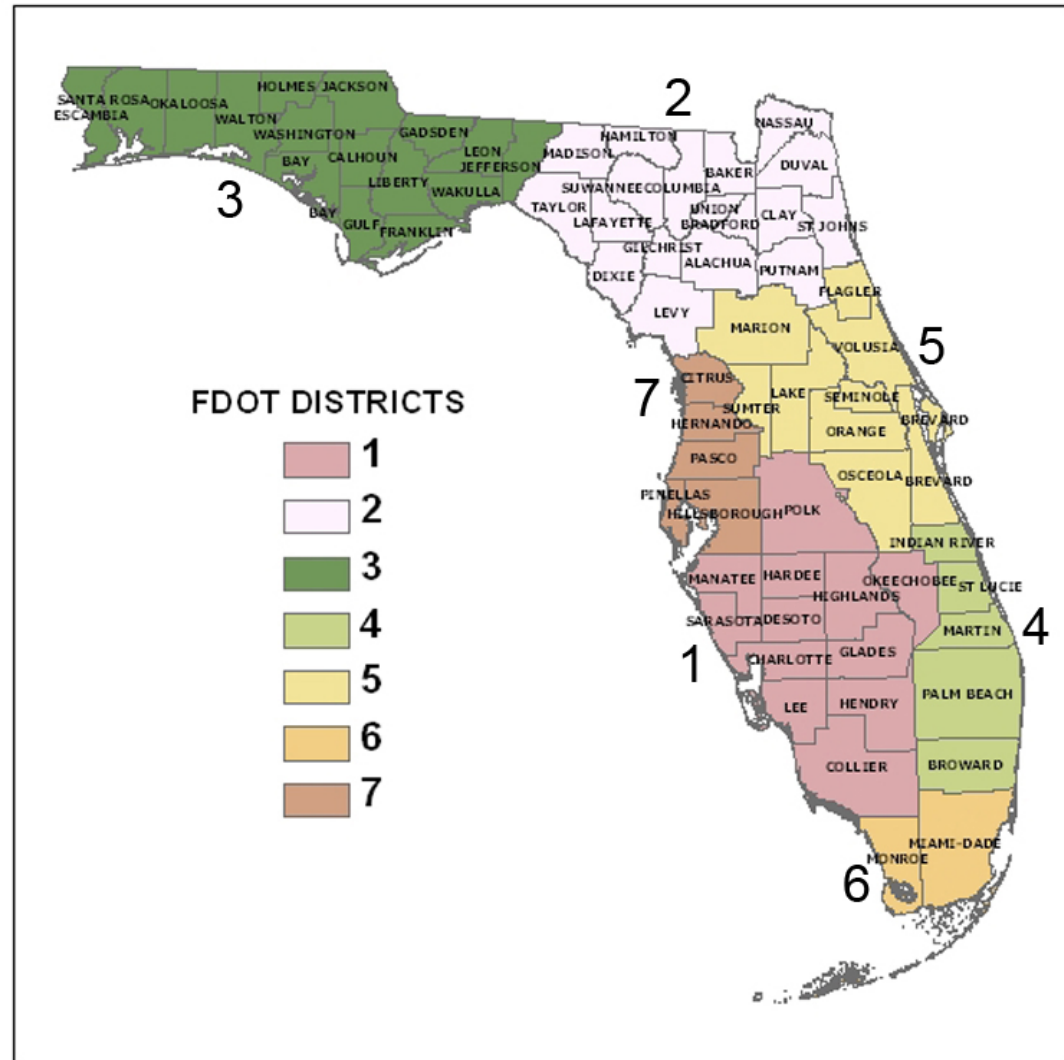 HOLMES JACKSON
SANTA ROSA OKALOOSA
ESCAMBIA
WALTON
WASHINGTON
GADSDEN
BAY
CALHOUN
LEON
JEFFERSON
LIBERTY
WAKULLA
BAY
GULF
FRANKLIN
3
2
NASSAU
HAMILTON
MADISON
DUVAL
BAKER
SUWANNEE COLUMBIA
TAYLOR
UNION
LAFAYETTE
BRADFORD
CLAY
ST JOHNS
GILCHRIST
ALACHUA
PUTNAM
DIXIE
LEVY
FLAGLER
MARION
VOLUSIA
5
7
CITRUS
LAKE
SEMINOLE
SUMTER
BREVARD
HERNANDO
ORANGE
PASCO
OSCEOLA
BREVARD
PINELLAS
HILLSBOROUGH
POLK
INDIAN RIVER
MANATEE
HARDEE
OKEECHOBEE
ST LUCIE
HIGHLANDS
SARASOTA
DESOTO
MARTIN
4
1
CHARLOTTE
GLADES
PALM BEACH
LEE
HENDRY
COLLIER
BROWARD
MIAMI-DADE
MONROE
6
FDOT DISTRICTS
1
2
3
4
5
6
7